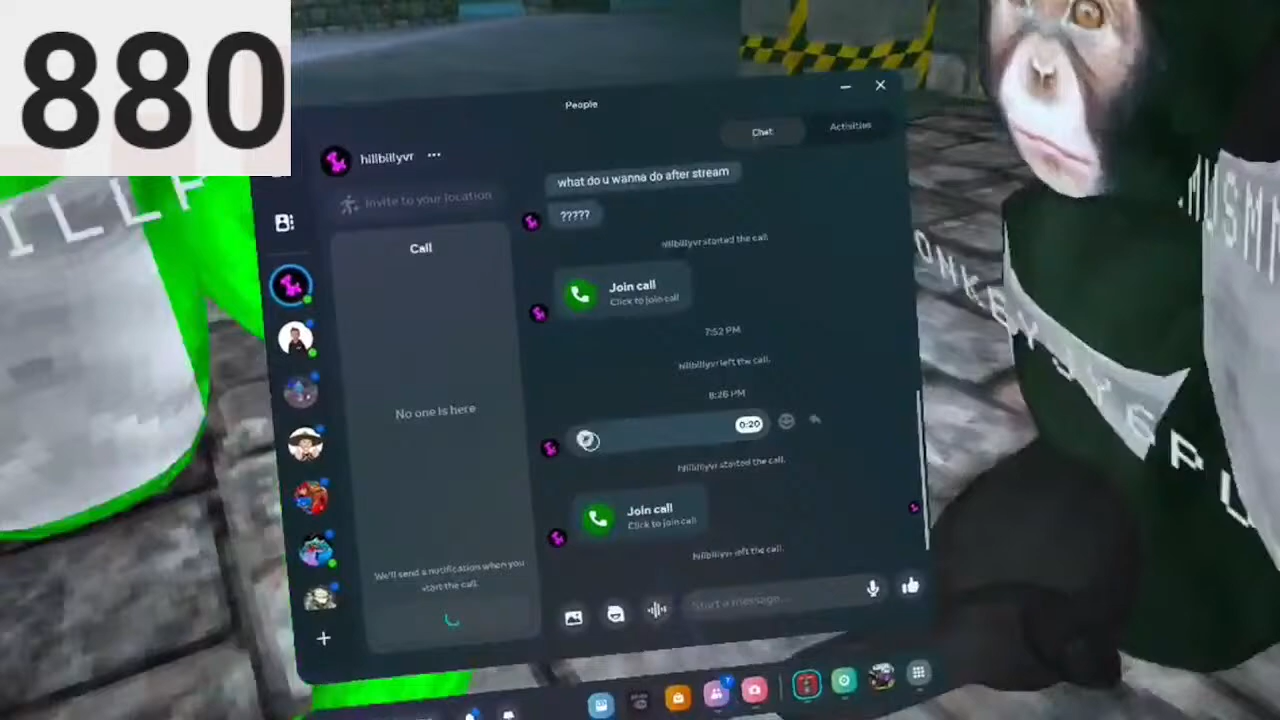 880
People
Chat
Activities
hillbillyvr
Invite to your location
Call
No one is here
We'll send a notification when you
start the call.
what do u wanna do after stream
?????
hillbillyvr started the call.
Join call
Click to join call
7:52 PM
hillbillyvr left the call.
8:26 PM
0:20
hillbillyvr started the call.
Join call
Click to join call
hillbillyvr left the call.
Start a message...